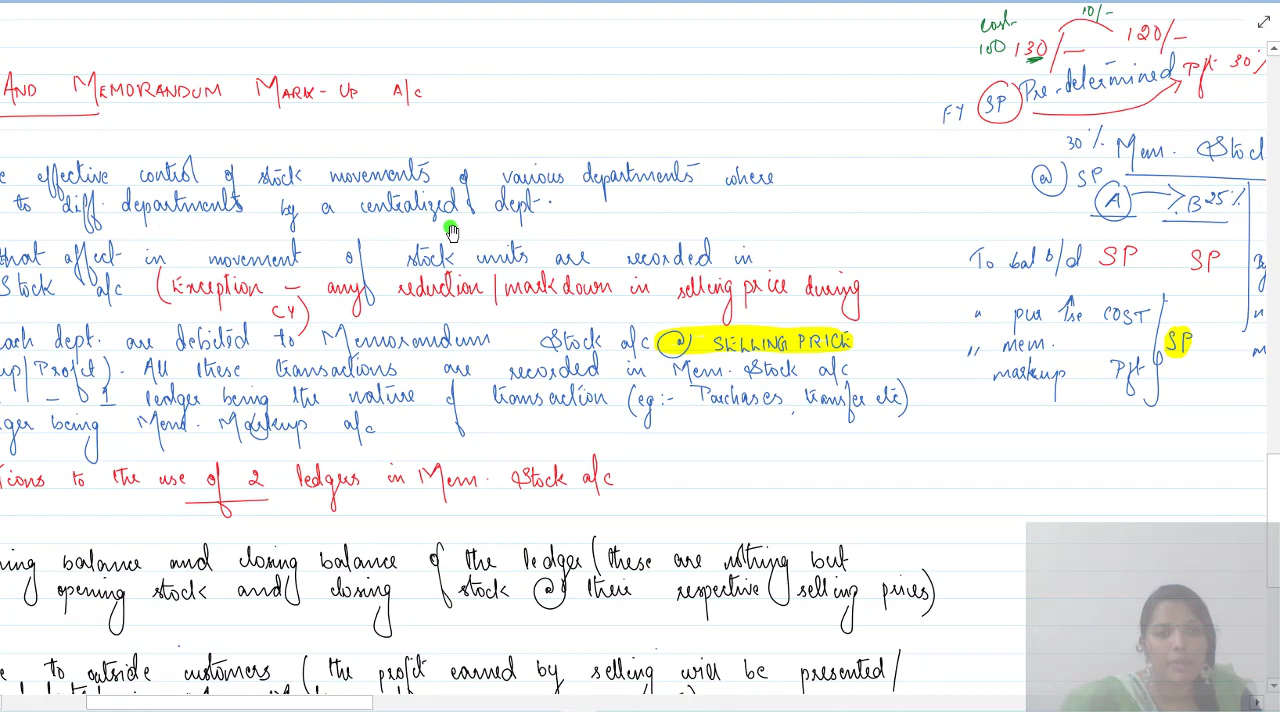 AND MEMORANDUM MARK-UP A/c
e effective control of stock movements of various departments where
to diff. departments by a centralized dept.
that affect in movement of stock units are recorded in
Stock a/c (Exception - any reduction / markdown in selling price during
CY)
ach dept. are debited to Memorandum Stock a/c @ SELLING PRICE
up/Profit). All these transactions are recorded in Mem. Stock a/c
1 ledger being the nature of transaction (eg:- Purchases, transfer etc)
ger being Mem. Markup a/c
tions to the use of 2 ledgers in Mem. Stock a/c
ning balance and closing balance of the ledger (these are nothing but
opening stock and closing stock @ their respective selling prices)
e to outside customers (the profit earned by selling will be presented/
cost
100 130/- 10/- 120/-
FY SP Pre-determined Pft 30%
30% Mem. Stock
@ SP
A B 25%
To bal b/d SP SP
" pur COST
" mem. SP
markup Pft